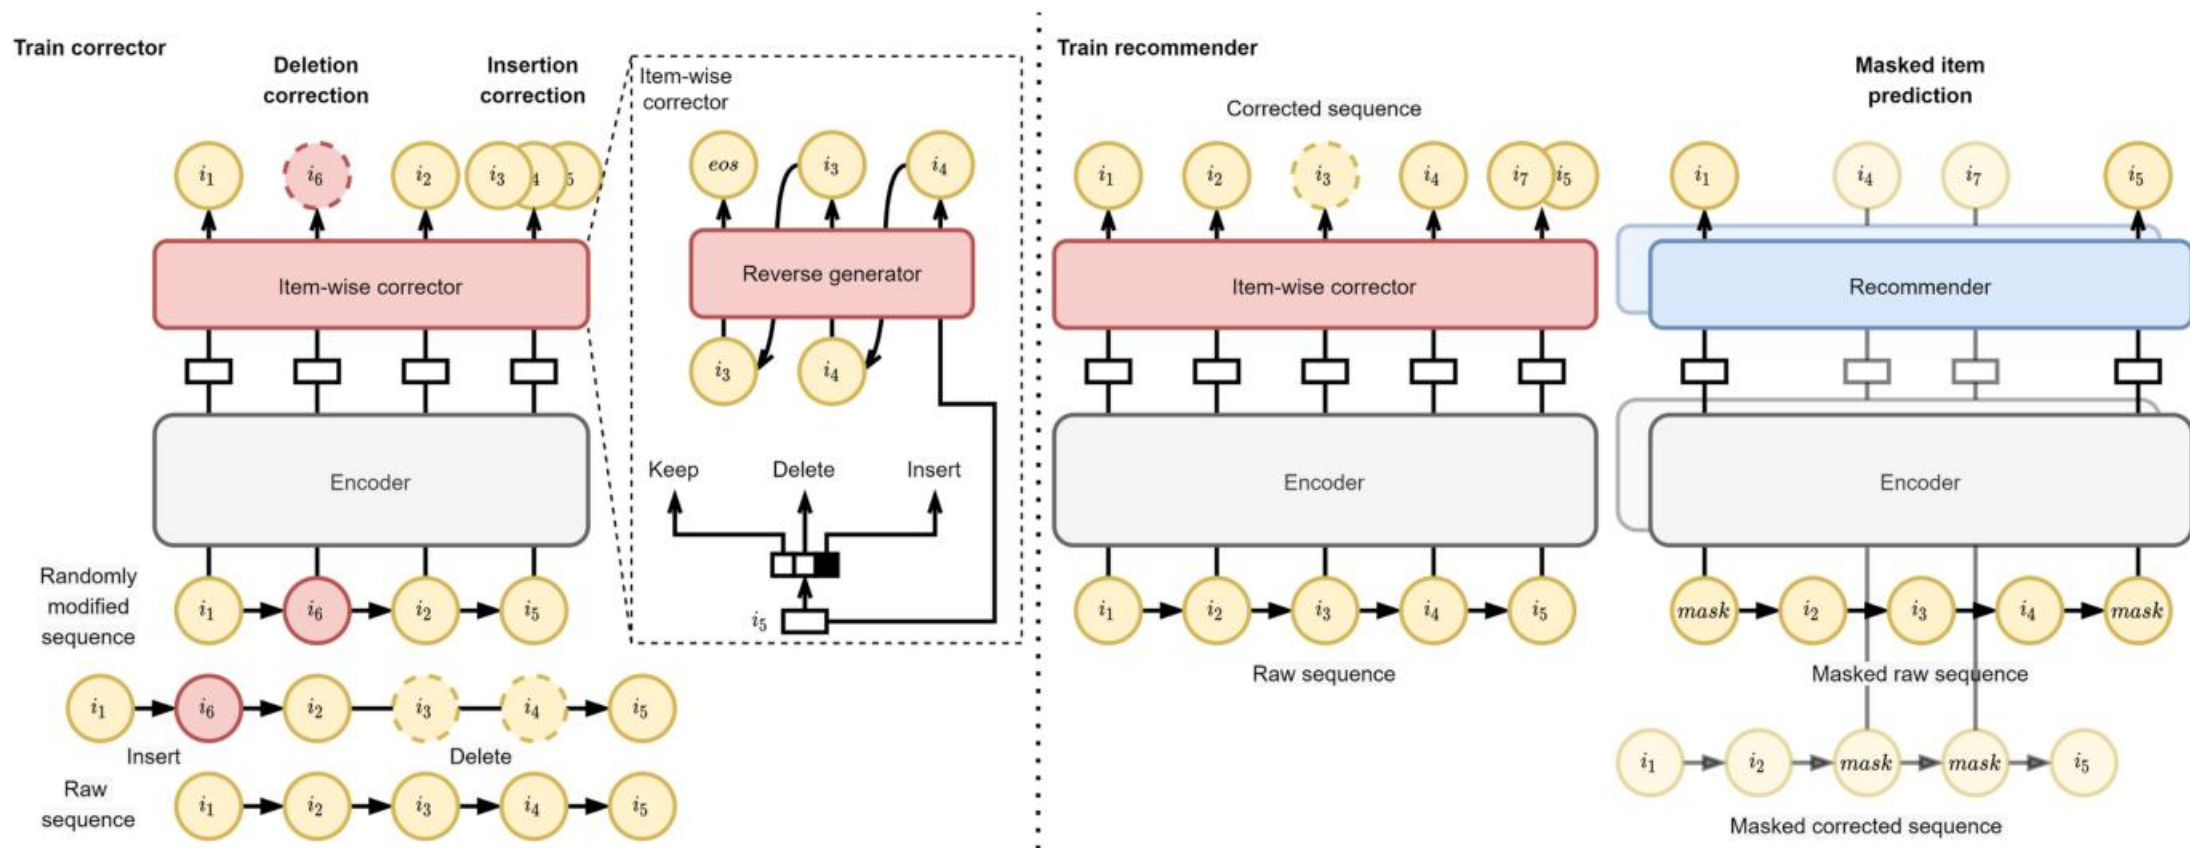 Train corrector
Deletion
correction
Insertion
correction
i₁ i₆ i₂ i₃ 4 5
Item-wise corrector
Encoder
Randomly
modified
sequence
i₁ i₆ i₂ i₅
i₁ i₆ i₂ i₃ i₄ i₅
Insert Delete
Raw
sequence
i₁ i₂ i₃ i₄ i₅
Item-wise
corrector
eos i₃ i₄
Reverse generator
i₃ i₄
Keep Delete Insert
i₅
Train recommender
Corrected sequence
i₁ i₂ i₃ i₄ i₇ i₅
Item-wise corrector
Encoder
i₁ i₂ i₃ i₄ i₅
Raw sequence
Masked item
prediction
i₁ i₄ i₇ i₅
Recommender
Encoder
mask i₂ i₃ i₄ mask
Masked raw sequence
i₁ i₂ mask mask i₅
Masked corrected sequence